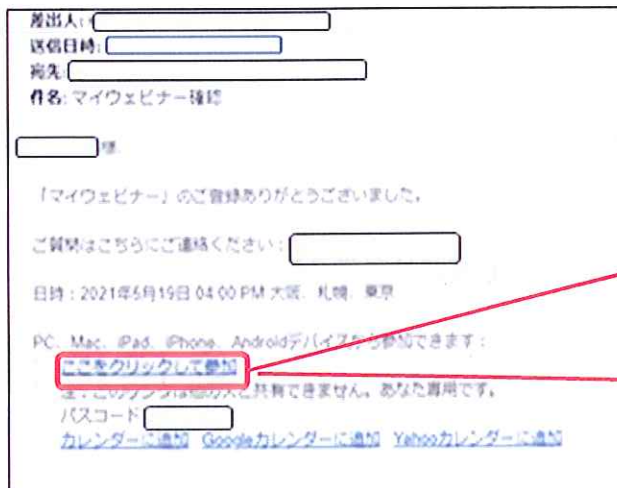 差出人:
送信日時:
宛先:
件名: マイウェビナー確認
様
「マイウェビナー」のご登録ありがとうございました。
ご質問はこちらにご連絡ください:
日時:2021年5月19日 04:00 PM 大阪、札幌、東京
PC、Mac、iPad、iPhone、Androidデバイスから参加できます:
ここをクリックして参加
注:このリンクは他の人と共有できません。あなた専用です。
パスコード
カレンダーに追加 Googleカレンダーに追加 Yahooカレンダーに追加